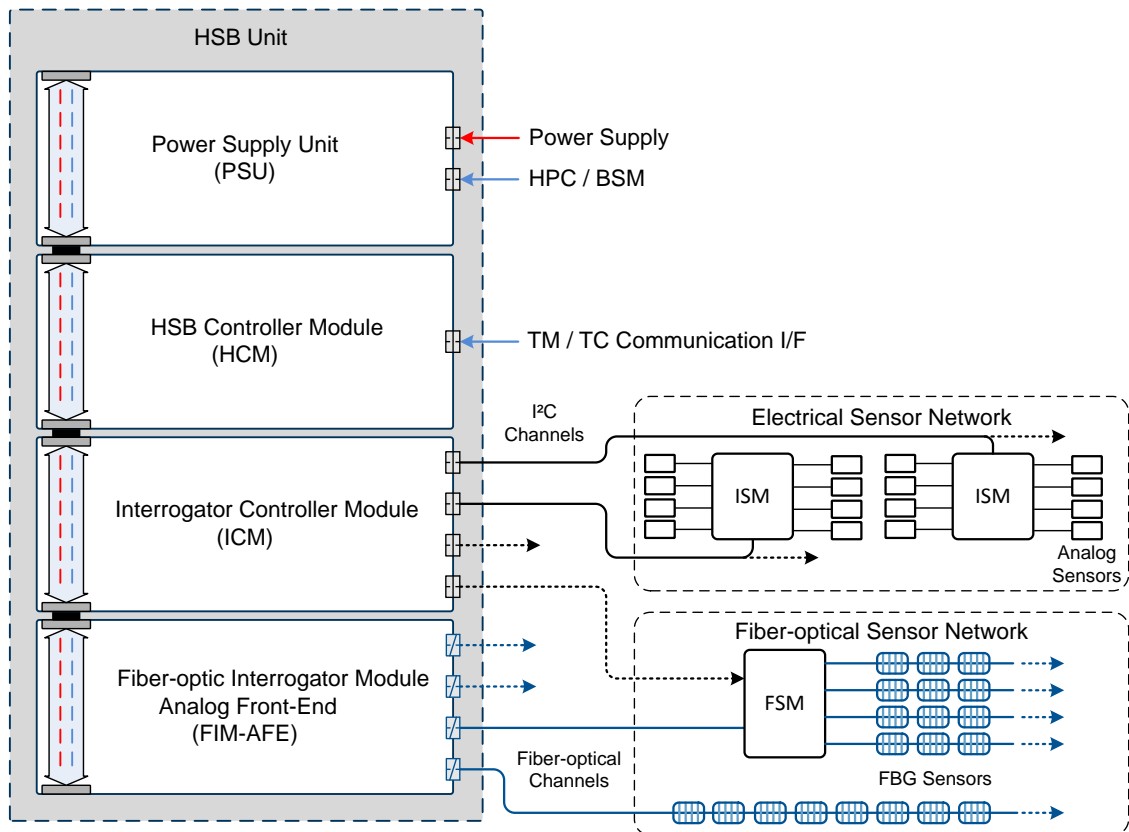 HSB Unit
Power Supply Unit
(PSU)
Power Supply
HPC / BSM
HSB Controller Module
(HCM)
TM / TC Communication I/F
I²C
Channels
Electrical Sensor Network
ISM
ISM
Analog
Sensors
Interrogator Controller Module
(ICM)
Fiber-optical Sensor Network
FSM
FBG Sensors
Fiber-optic Interrogator Module
Analog Front-End
(FIM-AFE)
Fiber-optical
Channels